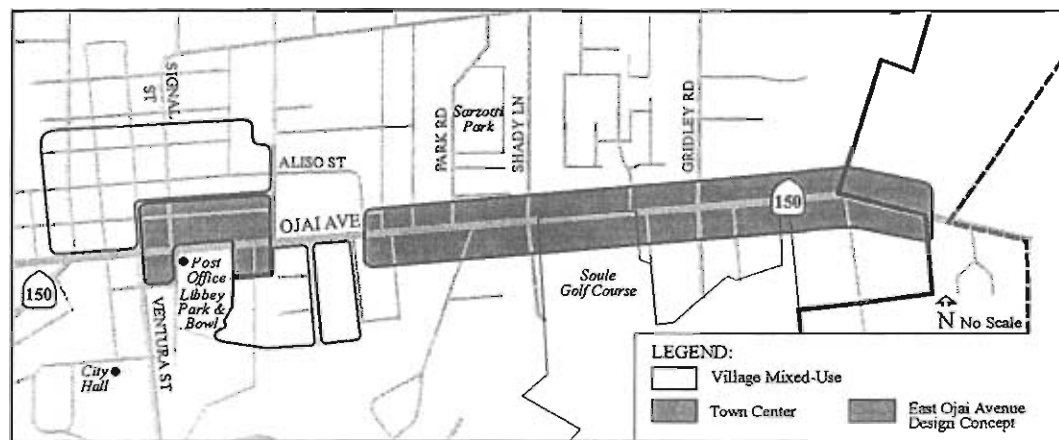 SIGNAL
ST
ALISO ST
PARK RD
Sarzotti
Park
SHADY LN
GRIDLEY RD
OJAI AVE
150
150
Post
Office
Libbey
Park &
Bowl
VENTURA ST
City
Hall
Soule
Golf Course
N No Scale
LEGEND:
Village Mixed-Use
Town Center
East Ojai Avenue
Design Concept